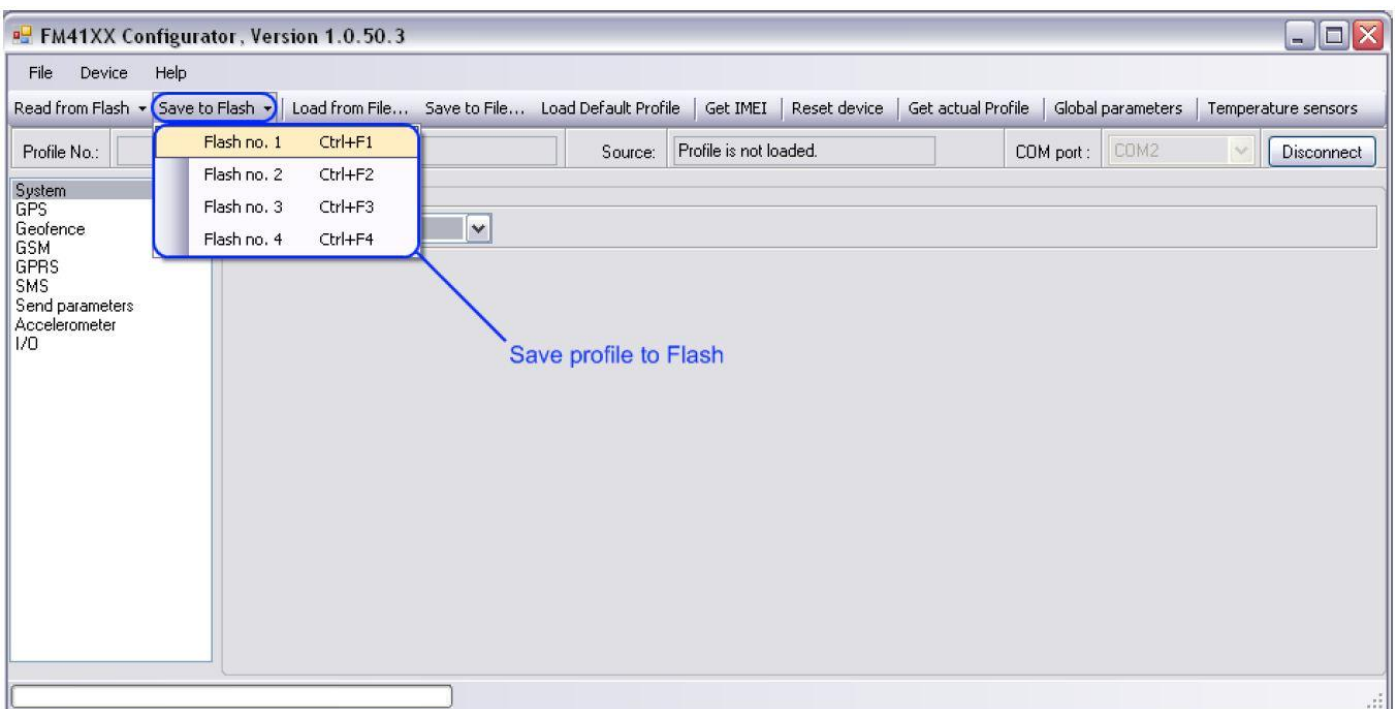 FM41XX Configurator, Version 1.0.50.3
File Device Help
Read from Flash Save to Flash Load from File... Save to File... Load Default Profile Get IMEI Reset device Get actual Profile Global parameters Temperature sensors
Profile No.: Source: Profile is not loaded. COM port : COM2 Disconnect
Flash no. 1 Ctrl+F1
Flash no. 2 Ctrl+F2
Flash no. 3 Ctrl+F3
Flash no. 4 Ctrl+F4
System
GPS
Geofence
GSM
GPRS
SMS
Send parameters
Accelerometer
I/O
Save profile to Flash